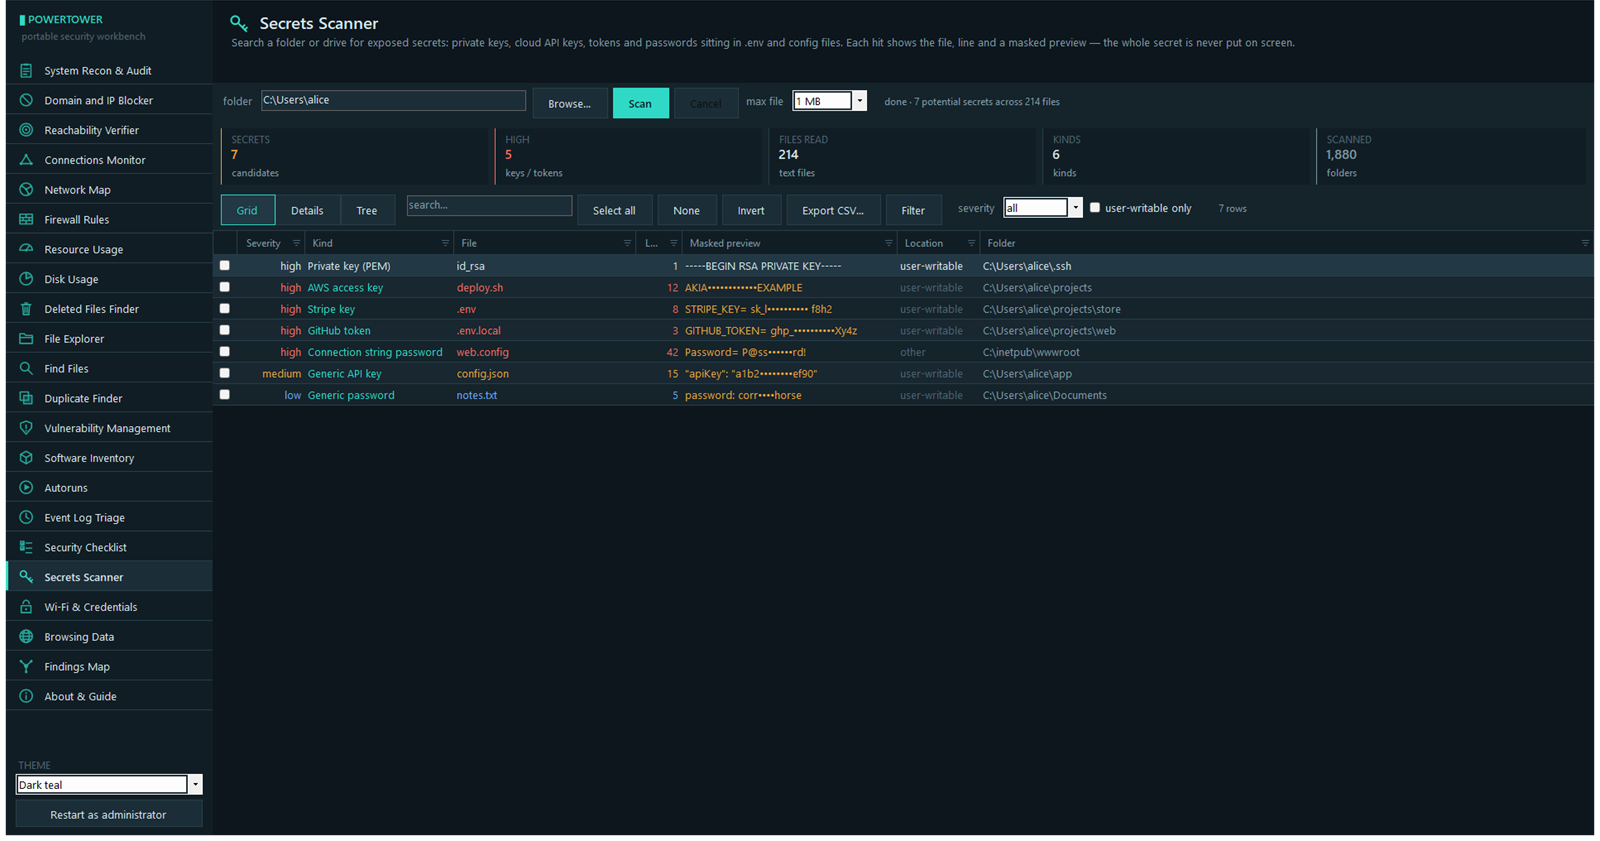 POWERTOWER
portable security workbench
System Recon & Audit
Domain and IP Blocker
Reachability Verifier
Connections Monitor
Network Map
Firewall Rules
Resource Usage
Disk Usage
Deleted Files Finder
File Explorer
Find Files
Duplicate Finder
Vulnerability Management
Software Inventory
Autoruns
Event Log Triage
Security Checklist
Secrets Scanner
Wi-Fi & Credentials
Browsing Data
Findings Map
About & Guide
THEME
Dark teal
Restart as administrator
Secrets Scanner
Search a folder or drive for exposed secrets: private keys, cloud API keys, tokens and passwords sitting in .env and config files. Each hit shows the file, line and a masked preview — the whole secret is never put on screen.
folder C:\Users\alice Browse... Scan Cancel max file 1 MB done · 7 potential secrets across 214 files
SECRETS HIGH FILES READ KINDS SCANNED
7 5 214 6 1,880
candidates keys / tokens text files kinds folders
Grid Details Tree search... Select all None Invert Export CSV... Filter severity all user-writable only 7 rows
Severity Kind File L... Masked preview Location Folder
high Private key (PEM) id_rsa 1 -----BEGIN RSA PRIVATE KEY----- user-writable C:\Users\alice\.ssh
high AWS access key deploy.sh 12 AKIA••••••••••••EXAMPLE user-writable C:\Users\alice\projects
high Stripe key .env 8 STRIPE_KEY= sk_l•••••••••• f8h2 user-writable C:\Users\alice\projects\store
high GitHub token .env.local 3 GITHUB_TOKEN= ghp_••••••••••Xy4z user-writable C:\Users\alice\projects\web
high Connection string password web.config 42 Password= P@ss••••••rd! other C:\inetpub\wwwroot
medium Generic API key config.json 15 "apiKey": "a1b2••••••••ef90" user-writable C:\Users\alice\app
low Generic password notes.txt 5 password: corr••••horse user-writable C:\Users\alice\Documents